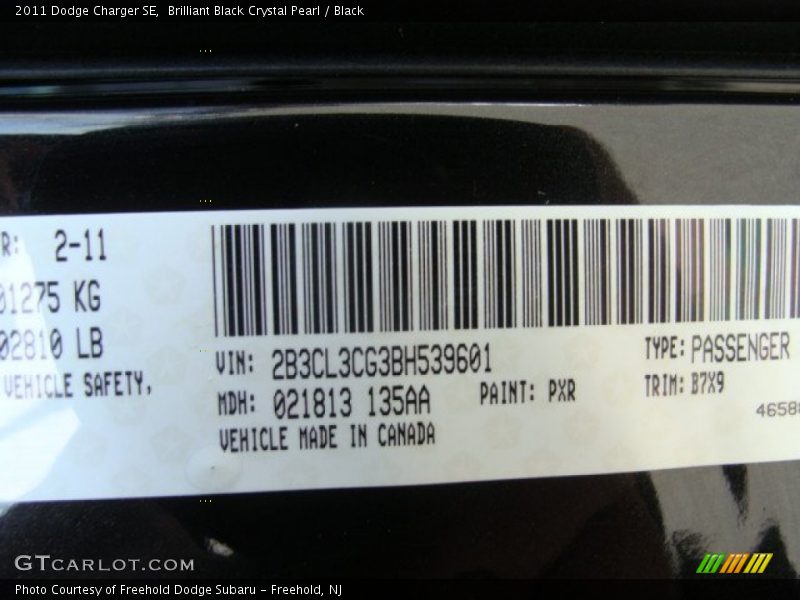 2011 Dodge Charger SE,  Brilliant Black Crystal Pearl / Black
R: 2-11
01275 KG
02810 LB
VEHICLE SAFETY,
VIN: 2B3CL3CG3BH539601
TYPE: PASSENGER
MDH: 021813 135AA
PAINT: PXR
TRIM: B7X9
VEHICLE MADE IN CANADA
4658
GTCARLOT.COM
Photo Courtesy of Freehold Dodge Subaru - Freehold, NJ